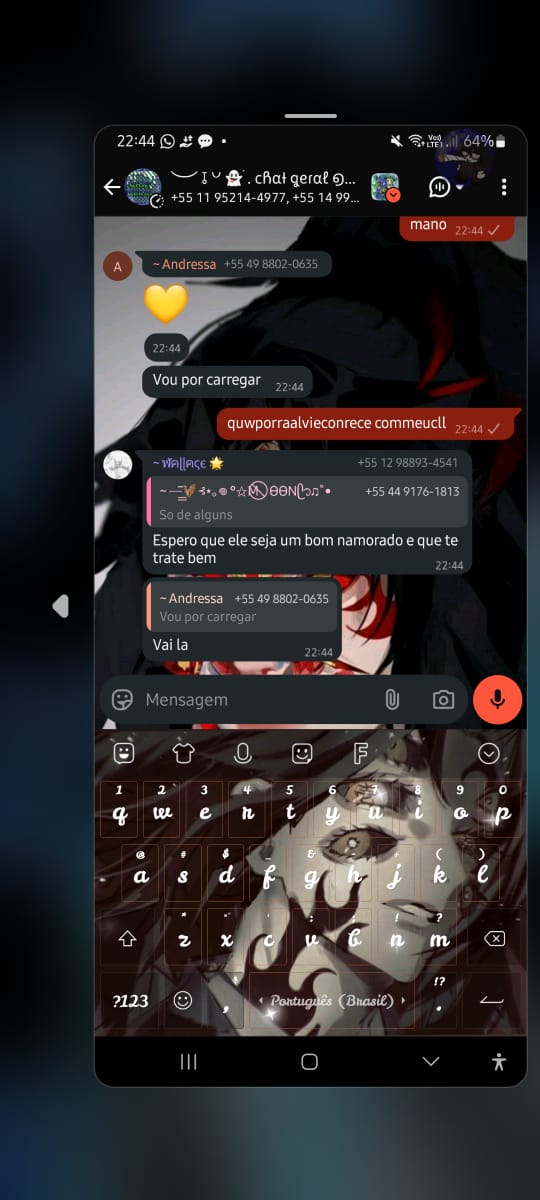 22:44
64%
. cɦαt ɡerαℓ
+55 11 95214-4977, +55 14 99...
mano
22:44
A
~ Andressa +55 49 8802-0635
22:44
Vou por carregar 22:44
quwporraalvieconrece commeucll 22:44
+55 12 98893-4541
+55 44 9176-1813
So de alguns
Espero que ele seja um bom namorado e que te
trate bem
22:44
~ Andressa +55 49 8802-0635
Vou por carregar
Vai la
22:44
Mensagem
F
1 2 3 4 5 6 7 8 9 0
q w e r t y u i o p
@ # $ _ & - + ( )
a s d f g h j k l
* " ' : ; ! ?
z x c v b n m
!?
?123 , Português (Brasil) .